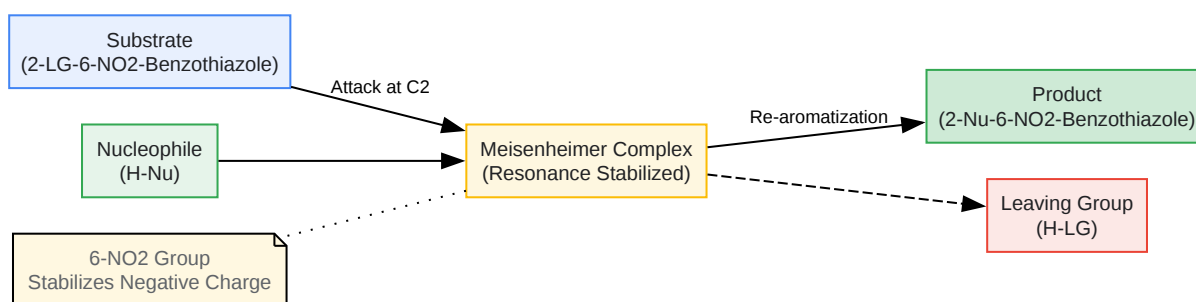 Substrate
(2-LG-6-NO2-Benzothiazole)
Attack at C2
Nucleophile
(H-Nu)
6-NO2 Group
Stabilizes Negative Charge
Meisenheimer Complex
(Resonance Stabilized)
Re-aromatization
Product
(2-Nu-6-NO2-Benzothiazole)
Leaving Group
(H-LG)